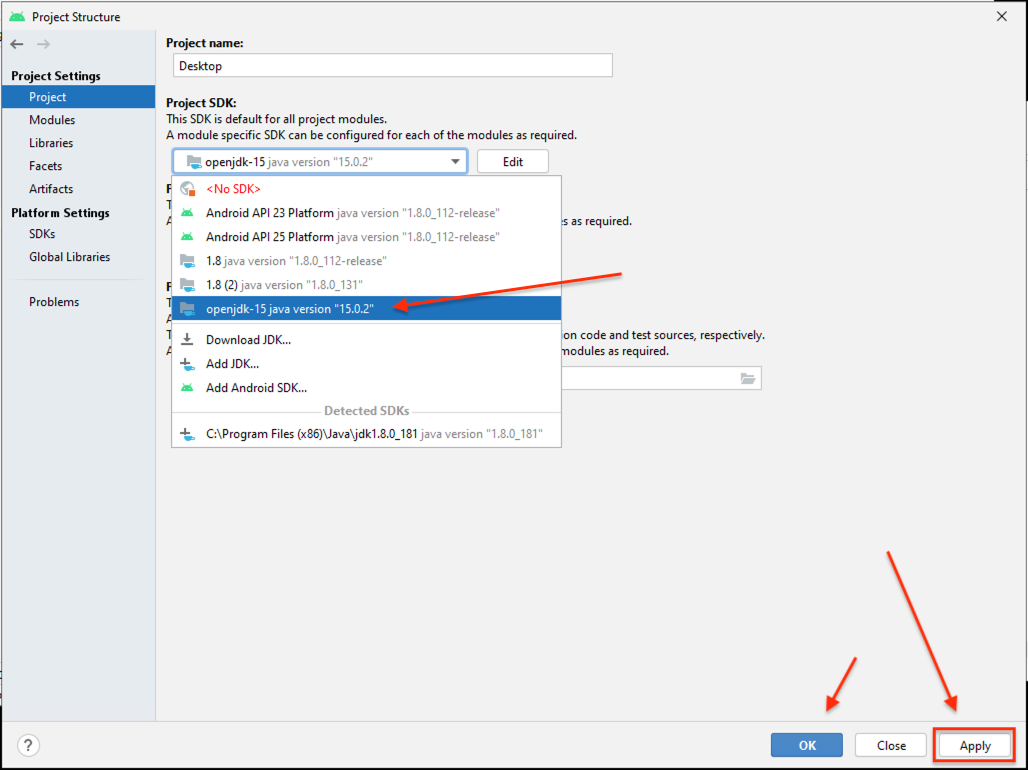 Project Structure
Project Settings
Project
Modules
Libraries
Facets
Artifacts
Platform Settings
SDKs
Global Libraries
Problems
Project name:
Desktop
Project SDK:
This SDK is default for all project modules.
A module specific SDK can be configured for each of the modules as required.
openjdk-15 java version "15.0.2"
Edit
<No SDK>
Android API 23 Platform java version "1.8.0_112-release"
Android API 25 Platform java version "1.8.0_112-release"
as required.
1.8 java version "1.8.0_112-release"
1.8 (2) java version "1.8.0_131"
openjdk-15 java version "15.0.2"
Download JDK...
code and test sources, respectively.
modules as required.
Add JDK...
Add Android SDK...
Detected SDKs
C:\Program Files (x86)\Java\jdk1.8.0_181 java version "1.8.0_181"
?
OK
Close
Apply